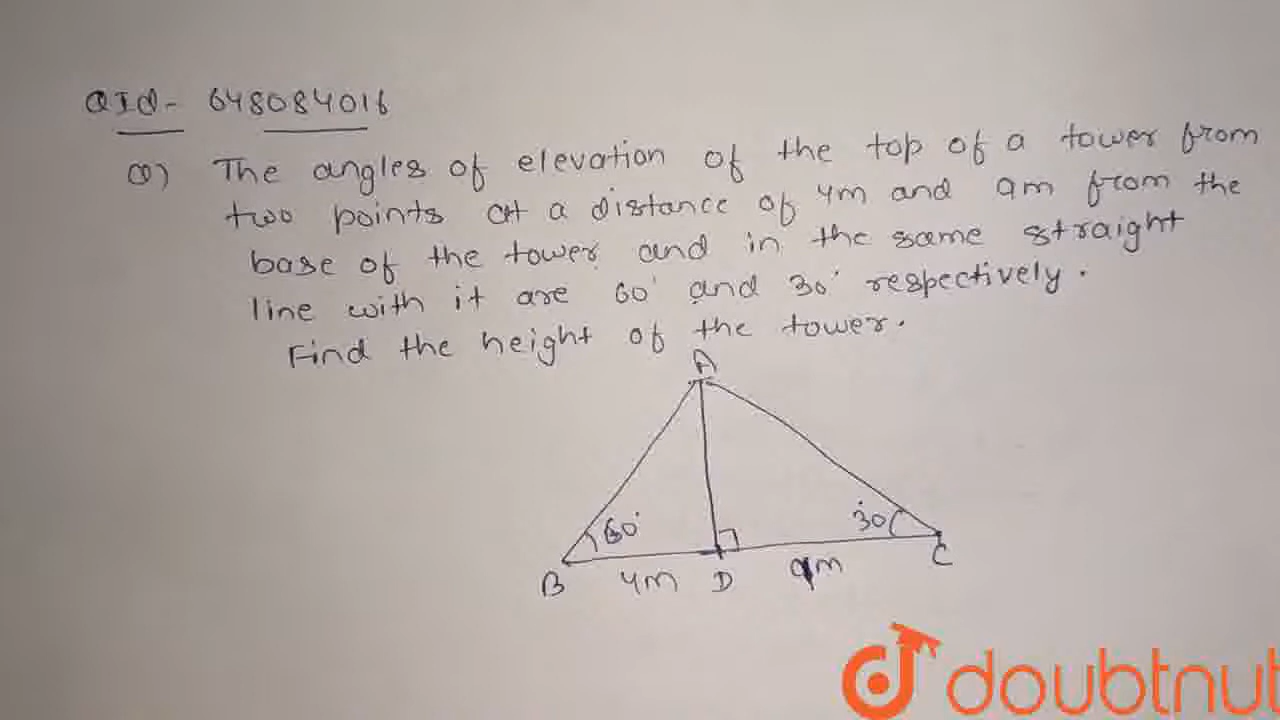 QId- 648084016
Q) The angles of elevation of the top of a tower from
two points at a distance of 4m and 9m from the
base of the tower and in the same straight
line with it are 60° and 30° respectively.
Find the height of the tower.
A
60°
30°
B 4m D 9m C
doubtnut